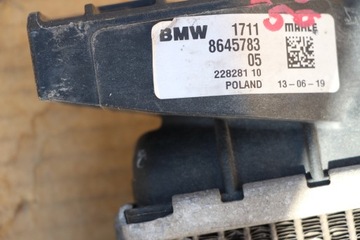 BMW 1711 MAHLE
8645783
05
228281 10
POLAND 13-06-19